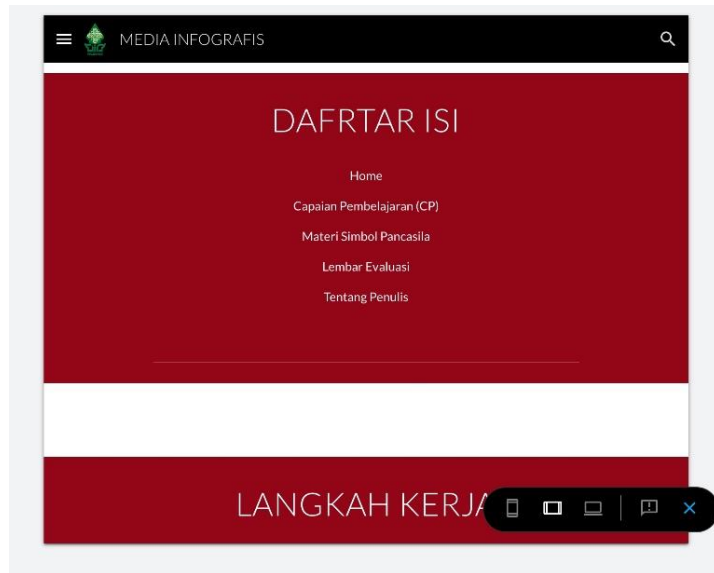 MEDIA INFOGRAFIS
DAFRTAR ISI
Home
Capaian Pembelajaran (CP)
Materi Simbol Pancasila
Lembar Evaluasi
Tentang Penulis
LANGKAH KERJA